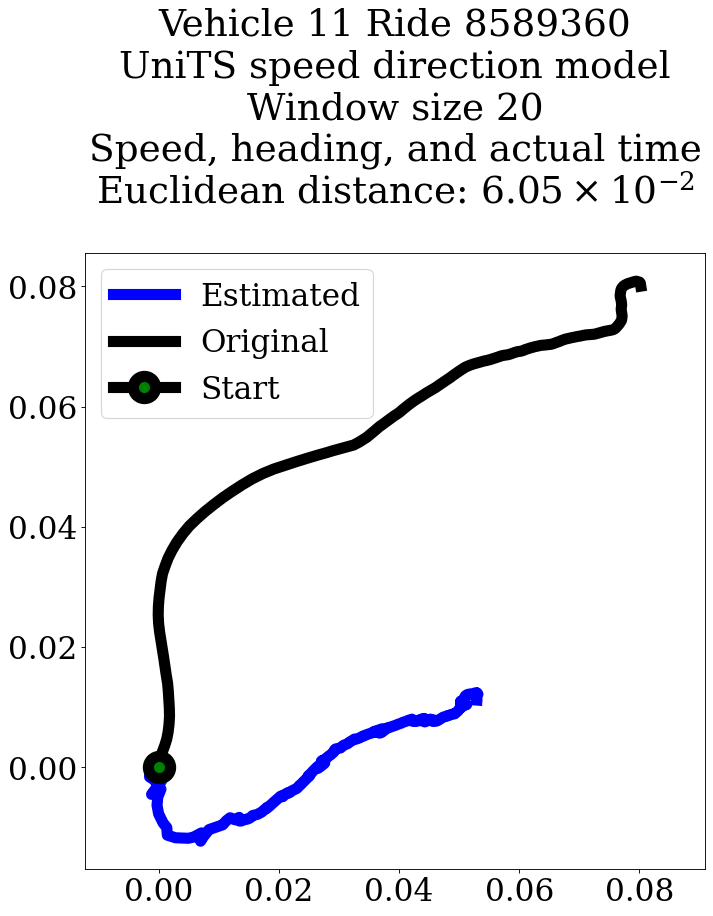 Vehicle 11 Ride 8589360
UniTS speed direction model
Window size 20
Speed, heading, and actual time
Euclidean distance: 6.05 × 10⁻²
Estimated
Original
Start
0.08
0.06
0.04
0.02
0.00
0.00 0.02 0.04 0.06 0.08